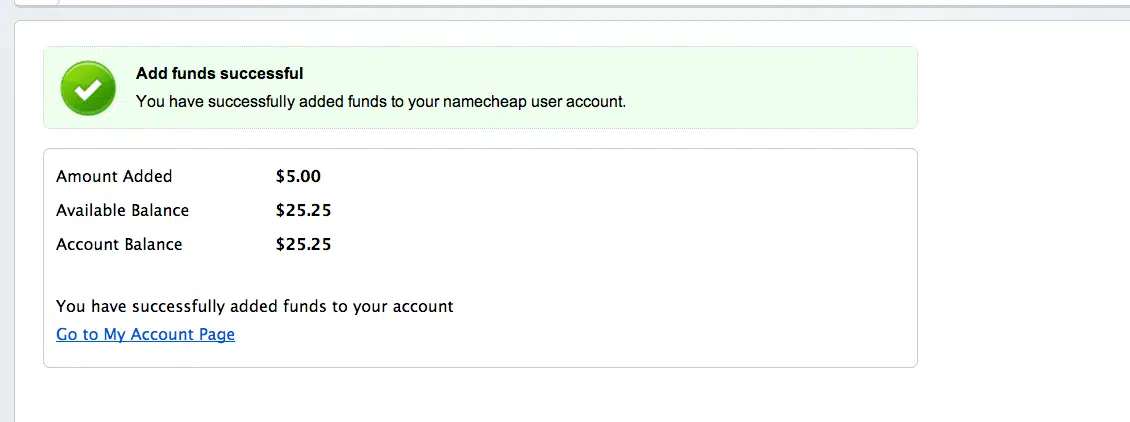 Add funds successful
You have successfully added funds to your namecheap user account.
Amount Added $5.00
Available Balance $25.25
Account Balance $25.25
You have successfully added funds to your account
Go to My Account Page